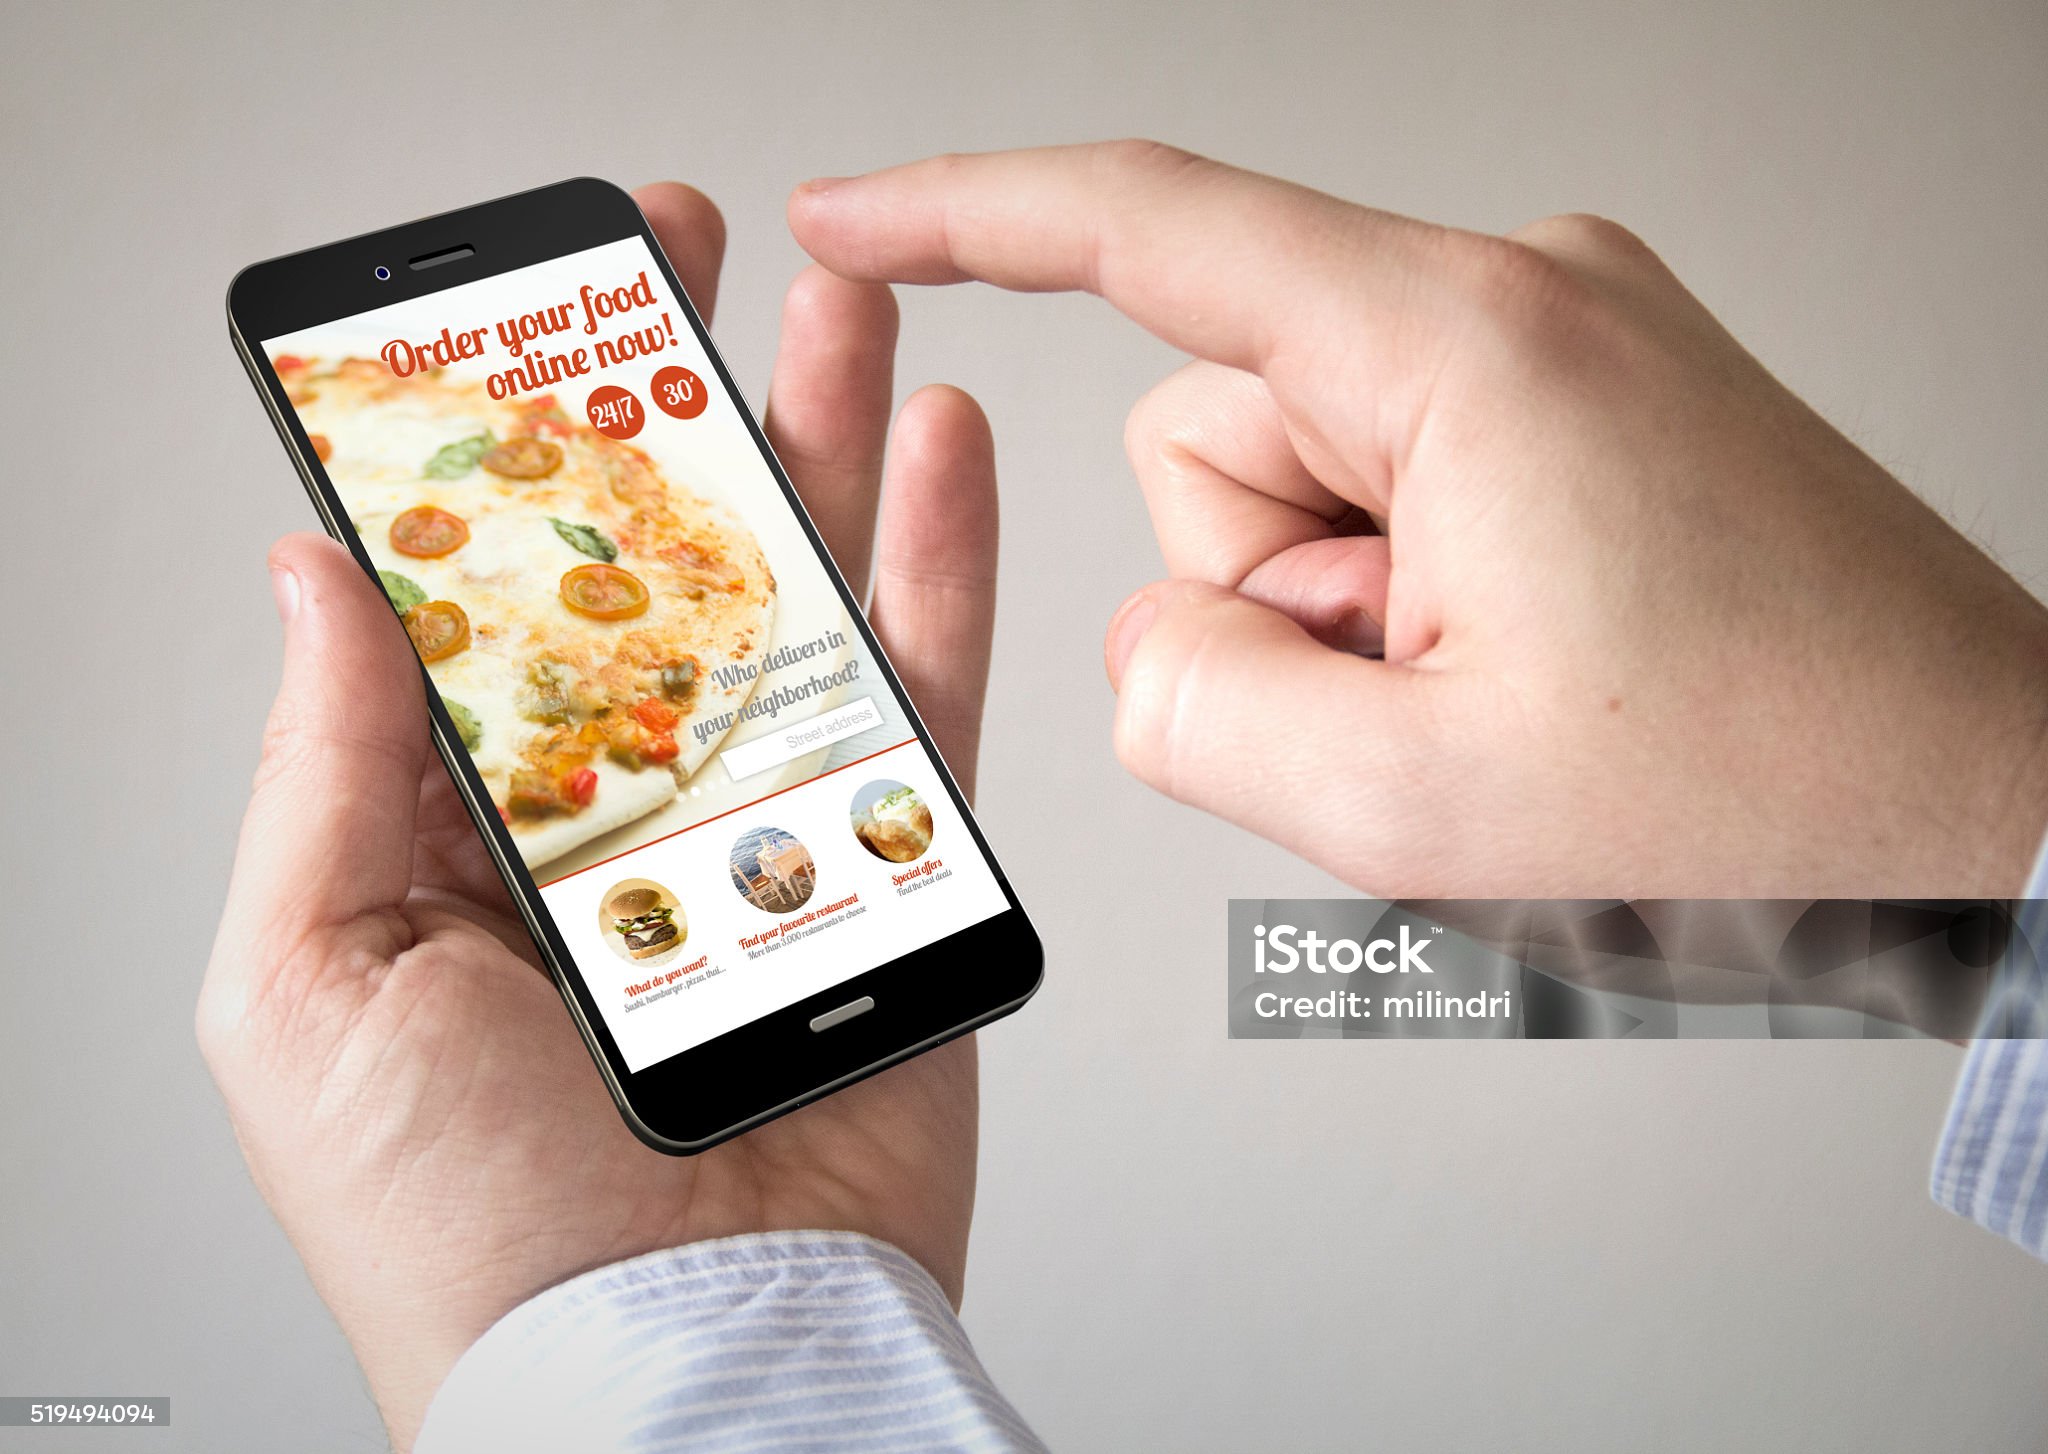 Order your food
online now!
24/7
30'
Who delivers in
your neighborhood?
Street address
What do you want?
Sushi, hamburger, pizza, thai...
Find your favourite restaurant
More than 3,000 restaurants to choose
Special offers
Find the best deals
iStock™
Credit: milindri
519494094